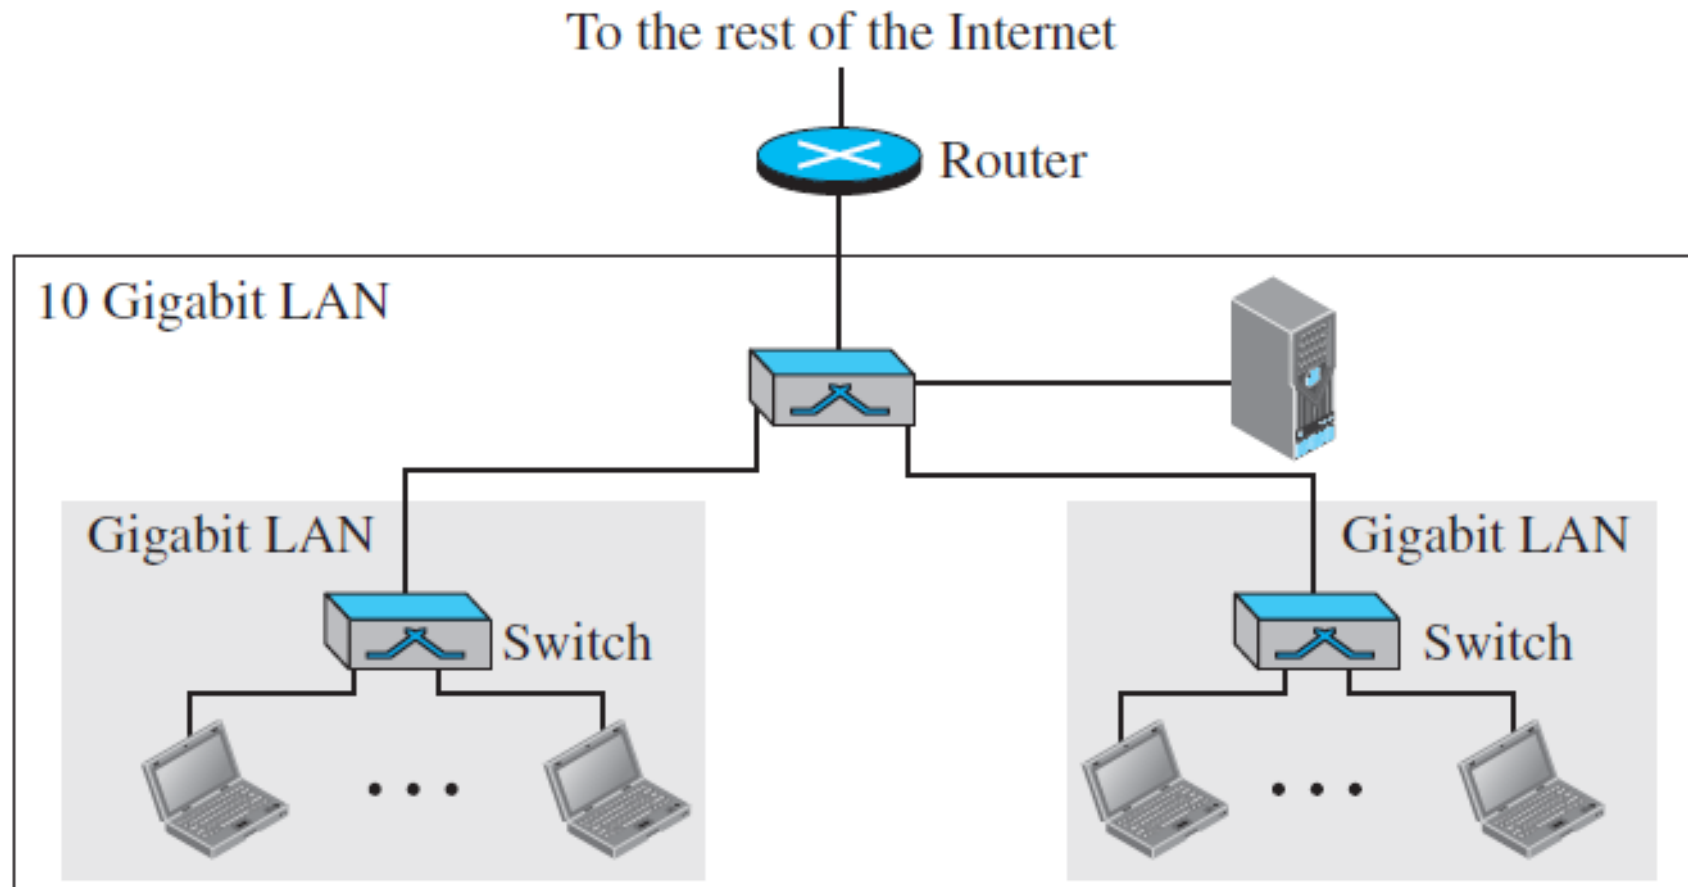 To the rest of the Internet
Router
10 Gigabit LAN
Gigabit LAN
Gigabit LAN
Switch
Switch